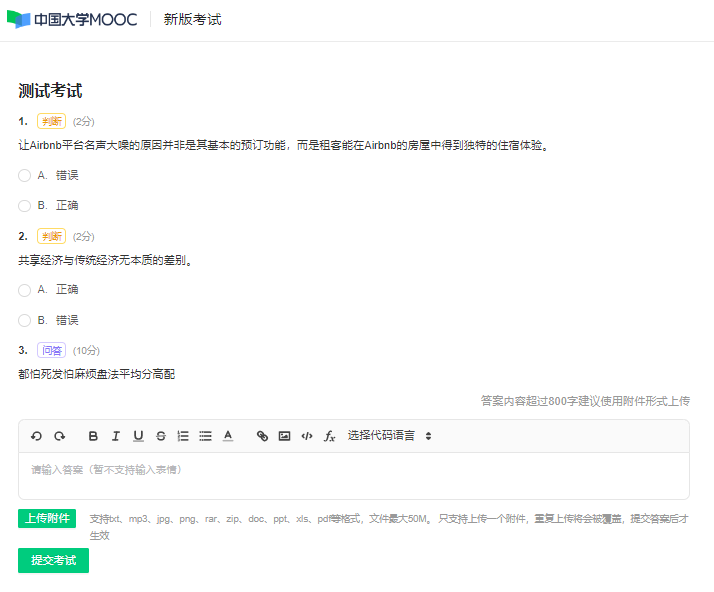 中国大学MOOC 新版考试
测试考试
1. 判断 (2分)
让Airbnb平台名声大噪的原因并非是其基本的预订功能，而是租客能在Airbnb的房屋中得到独特的住宿体验。
A. 错误
B. 正确
2. 判断 (2分)
共享经济与传统经济无本质的差别。
A. 正确
B. 错误
3. 问答 (10分)
都怕死发怕麻烦盘法平均分高配
答案内容超过800字建议使用附件形式上传
B I U S A fx 选择代码语言
请输入答案（暂不支持输入表情）
上传附件 支持txt、mp3、jpg、png、rar、zip、doc、ppt、xls、pdf等格式，文件最大50M。 只支持上传一个附件，重复上传将会被覆盖，提交答案后才
生效
提交考试